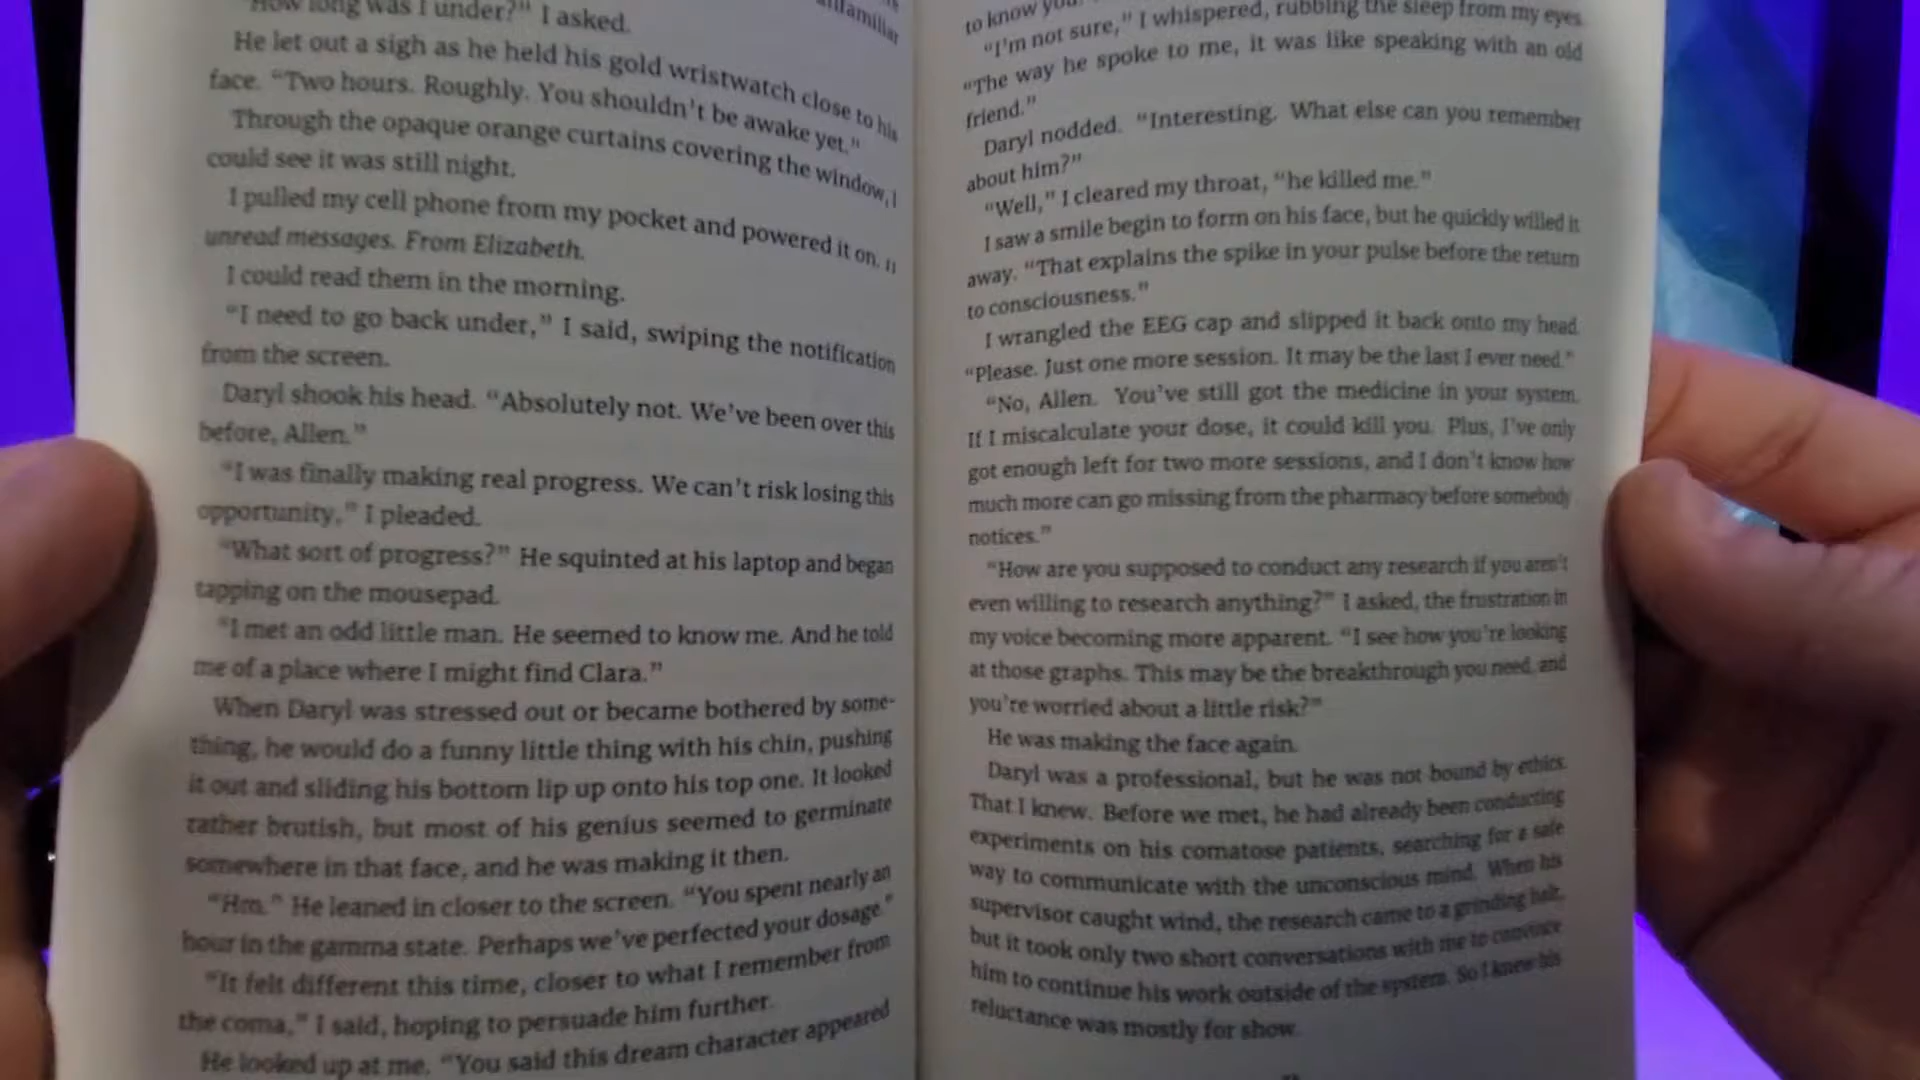 "How long was I under?" I asked.
He let out a sigh as he held his gold wristwatch close to his
face. "Two hours. Roughly. You shouldn't be awake yet."
Through the opaque orange curtains covering the window, I
could see it was still night.
I pulled my cell phone from my pocket and powered it on.
unread messages. From Elizabeth.
I could read them in the morning.
"I need to go back under," I said, swiping the notification
from the screen.
Daryl shook his head. "Absolutely not. We've been over this
before, Allen."
"I was finally making real progress. We can't risk losing this
opportunity," I pleaded.
"What sort of progress?" He squinted at his laptop and began
tapping on the mousepad.
"I met an odd little man. He seemed to know me. And he told
me of a place where I might find Clara."
When Daryl was stressed out or became bothered by some-
thing, he would do a funny little thing with his chin, pushing
it out and sliding his bottom lip up onto his top one. It looked
rather brutish, but most of his genius seemed to germinate
somewhere in that face, and he was making it then.
"Hm." He leaned in closer to the screen. "You spent nearly an
hour in the gamma state. Perhaps we've perfected your dosage."
"It felt different this time, closer to what I remember from
the coma," I said, hoping to persuade him further.
He looked up at me. "You said this dream character appeared
to know you.
"I'm not sure," I whispered, rubbing the sleep from my eyes.
"The way he spoke to me, it was like speaking with an old
friend."
Daryl nodded. "Interesting. What else can you remember
about him?"
"Well," I cleared my throat, "he killed me."
I saw a smile begin to form on his face, but he quickly willed it
away. "That explains the spike in your pulse before the return
to consciousness."
I wrangled the EEG cap and slipped it back onto my head.
"Please. Just one more session. It may be the last I ever need."
"No, Allen. You've still got the medicine in your system.
If I miscalculate your dose, it could kill you. Plus, I've only
got enough left for two more sessions, and I don't know how
much more can go missing from the pharmacy before somebody
notices."
"How are you supposed to conduct any research if you aren't
even willing to research anything?" I asked, the frustration in
my voice becoming more apparent. "I see how you're looking
at those graphs. This may be the breakthrough you need, and
you're worried about a little risk?"
He was making the face again.
Daryl was a professional, but he was not bound by ethics.
That I knew. Before we met, he had already been conducting
experiments on his comatose patients, searching for a safe
way to communicate with the unconscious mind. When his
supervisor caught wind, the research came to a grinding halt,
but it took only two short conversations with me to convince
him to continue his work outside of the system. So I knew his
reluctance was mostly for show.